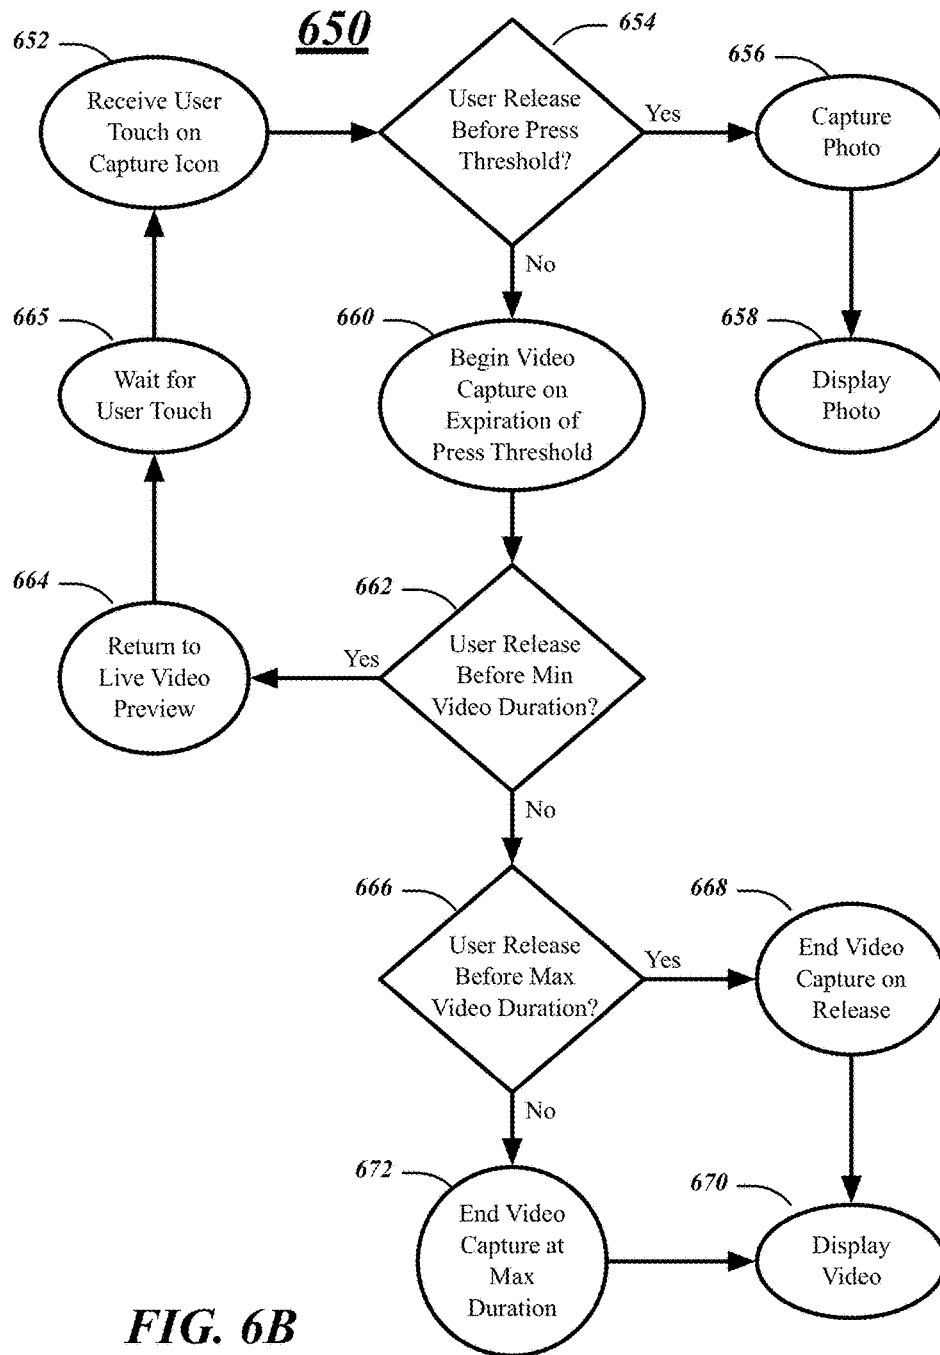 650
652
Receive User
Touch on
Capture Icon
654
User Release
Before Press
Threshold?
Yes
656
Capture
Photo
No
658
Display
Photo
660
Begin Video
Capture on
Expiration of
Press Threshold
665
Wait for
User Touch
662
User Release
Before Min
Video Duration?
Yes
664
Return to
Live Video
Preview
No
666
User Release
Before Max
Video Duration?
Yes
668
End Video
Capture on
Release
No
672
End Video
Capture at
Max
Duration
670
Display
Video
FIG. 6B